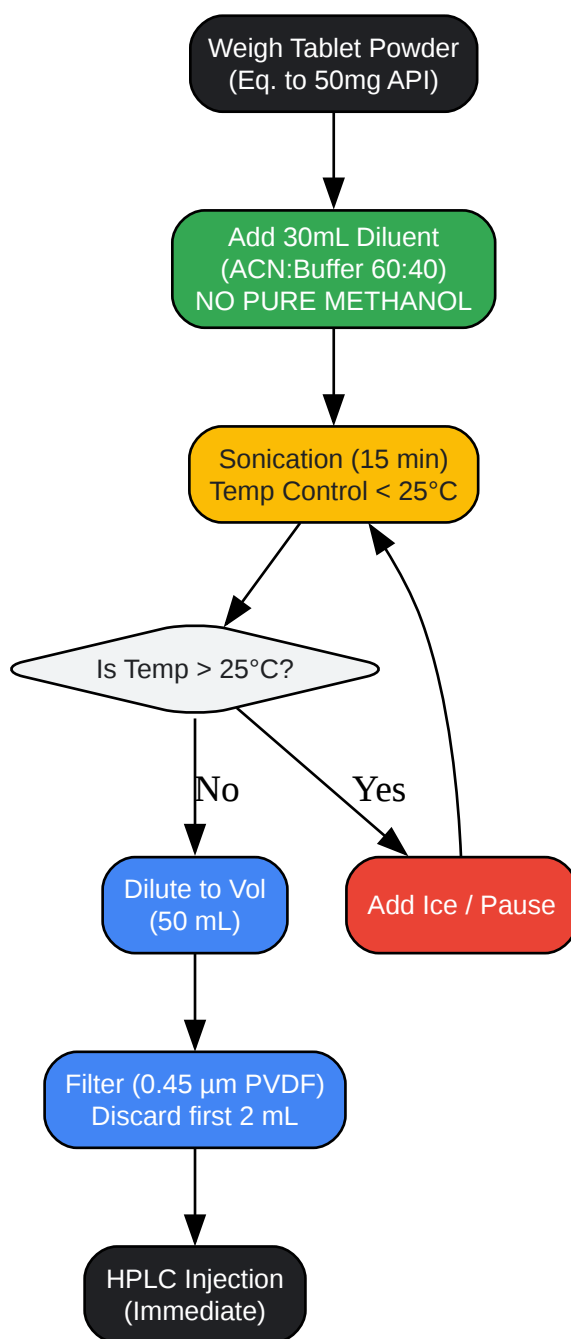 Weigh Tablet Powder
(Eq. to 50mg API)
Add 30mL Diluent
(ACN:Buffer 60:40)
NO PURE METHANOL
Sonication (15 min)
Temp Control < 25°C
Is Temp > 25°C?
No
Yes
Dilute to Vol
(50 mL)
Add Ice / Pause
Filter (0.45 µm PVDF)
Discard first 2 mL
HPLC Injection
(Immediate)